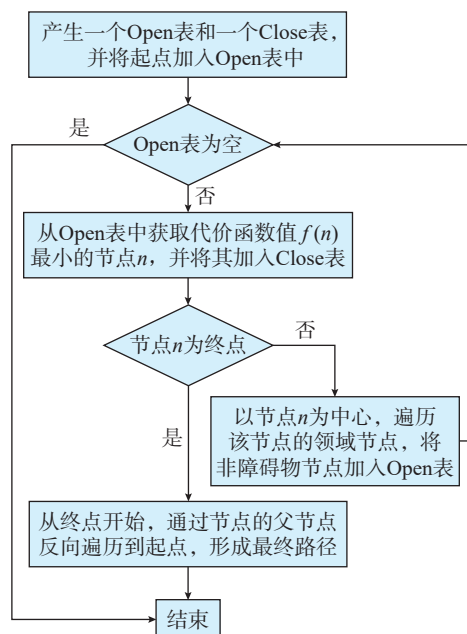 产生一个Open表和一个Close表，
并将起点加入Open表中
是
Open表为空
否
从Open表中获取代价函数值f(n)
最小的节点n，并将其加入Close表
节点n为终点
否
以节点n为中心，遍历
该节点的领域节点，将
非障碍物节点加入Open表
是
从终点开始，通过节点的父节点
反向遍历到起点，形成最终路径
结束